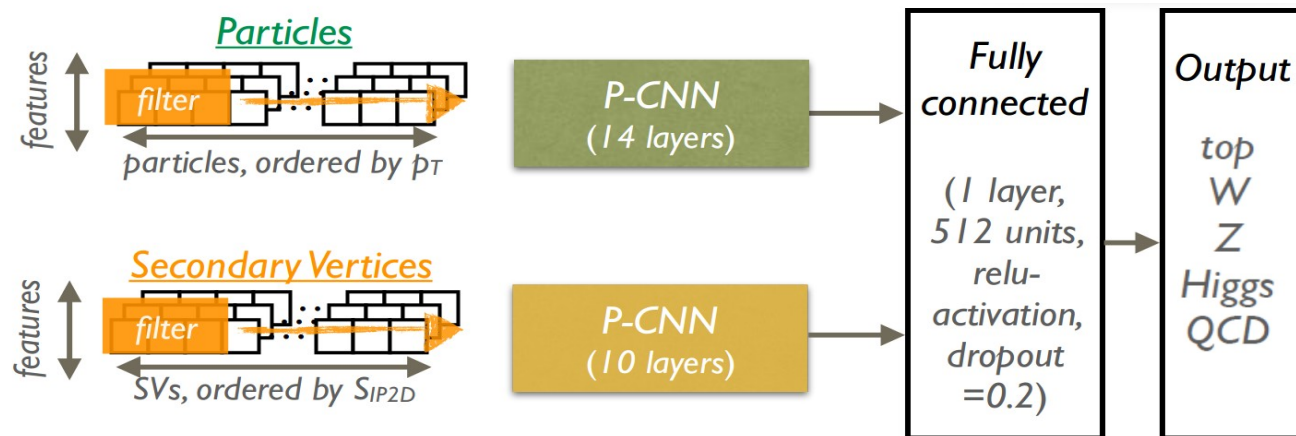 Particles
features
filter
particles, ordered by pT
P-CNN
(14 layers)
Secondary Vertices
features
filter
SVs, ordered by SIP2D
P-CNN
(10 layers)
Fully
connected
(1 layer,
512 units,
relu-
activation,
dropout
=0.2)
Output
top
W
Z
Higgs
QCD